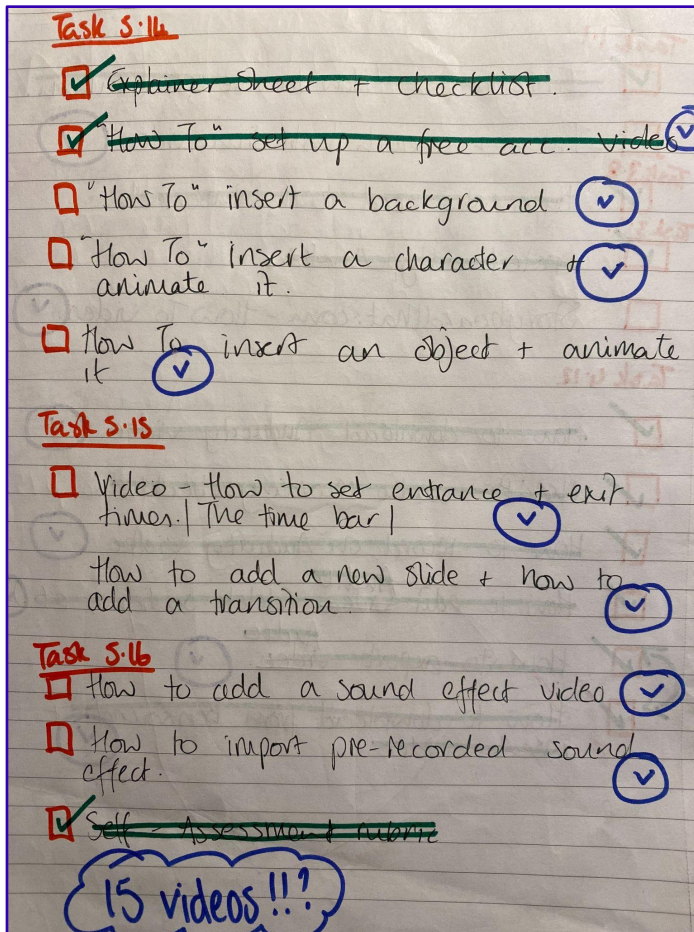 Task 5.14
Explainer Sheet + checklist.
"How To" set up a free acc. video
"How To" insert a background
"How To" insert a character +
animate it.
How To insert an object + animate
it
Task 5.15
Video - How to set entrance + exit
times. | The time bar |
How to add a new slide + how to
add a transition.
Task 5.16
How to add a sound effect video
How to import pre-recorded sound
effect.
Self-Assessment rubric
15 videos!!?